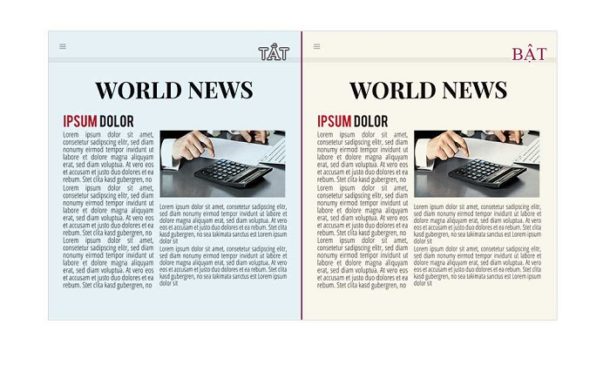 TẮT
WORLD NEWS
IPSUM DOLOR
Lorem ipsum dolor sit amet,
consetetur sadipscing elitr, sed diam
nonumy eirmod tempor invidunt ut
labore et dolore magna aliquyam
erat, sed diam voluptua. At vero et
accusam et justo duo dolores et ea
rebum. Stet clita kasd gubergren, no
Lorem ipsum dolor sit amet,
consetetur sadipscing elitr, sed diam
nonumy eirmod tempor invidunt ut
labore et dolore magna aliquyam
erat, sed diam voluptua. At vero eos
et accusam et justo duo dolores et ea
rebum. Stet clita kasd gubergren, no
Lorem ipsum dolor sit amet,
consetetur sadipscing elitr, sed diam
nonumy eirmod tempor invidunt ut
labore et dolore magna aliquyam
erat, sed diam voluptua. At vero eos
et accusam et justo duo dolores et ea
rebum. Stet clita kasd gubergren, no
Lorem ipsum dolor sit amet, consetetur sadipscing elitr,
sed diam nonumy eirmod tempor invidunt ut labore et
dolore magna aliquyam erat, sed diam voluptua. At vero
eos et accusam et justo duo dolores et ea rebum. Stet clita
kasd gubergren, no sea takimata sanctus est Lorem ipsum
dolor sit
Lorem ipsum dolor sit amet, consetetur sadipscing elitr,
sed diam nonumy eirmod tempor invidunt ut labore et
dolore magna aliquyam erat, sed diam voluptua. At vero eos
et accusam et justo duo dolores et ea rebum. Stet clita kasd
gubergren, no sea takimata sanctus est Lorem ipsum
dolor sit
BẬT
WORLD NEWS
IPSUM DOLOR
Lorem ipsum dolor sit amet,
consetetur sadipscing elitr, sed diam
nonumy eirmod tempor invidunt ut
labore et dolore magna aliquyam
erat, sed diam voluptua. At vero et
accusam et justo duo dolores et ea
rebum. Stet clita kasd gubergren, no
Lorem ipsum dolor sit amet,
consetetur sadipscing elitr, sed diam
nonumy eirmod tempor invidunt ut
labore et dolore magna aliquyam
erat, sed diam voluptua. At vero eos
et accusam et justo duo dolores et ea
rebum. Stet clita kasd gubergren, no
Lorem ipsum dolor sit amet,
consetetur sadipscing elitr, sed diam
nonumy eirmod tempor invidunt ut
labore et dolore magna aliquyam
erat, sed diam voluptua. At vero eos
et accusam et justo duo dolores et ea
rebum. Stet clita kasd gubergren, no
Lorem ipsum dolor sit amet, consetetur sadipscing elitr,
sed diam nonumy eirmod tempor invidunt ut labore et
dolore magna aliquyam erat, sed diam voluptua. At vero
eos et accusam et justo duo dolores et ea rebum. Stet clita
kasd gubergren, no sea takimata sanctus est Lorem ipsum
dolor sit
Lorem ipsum dolor sit amet, consetetur sadipscing elitr,
sed diam nonumy eirmod tempor invidunt ut labore et
dolore magna aliquyam erat, sed diam voluptua. At vero eos
et accusam et justo duo dolores et ea rebum. Stet clita kasd
gubergren, no sea takimata sanctus est Lorem ipsum
dolor sit